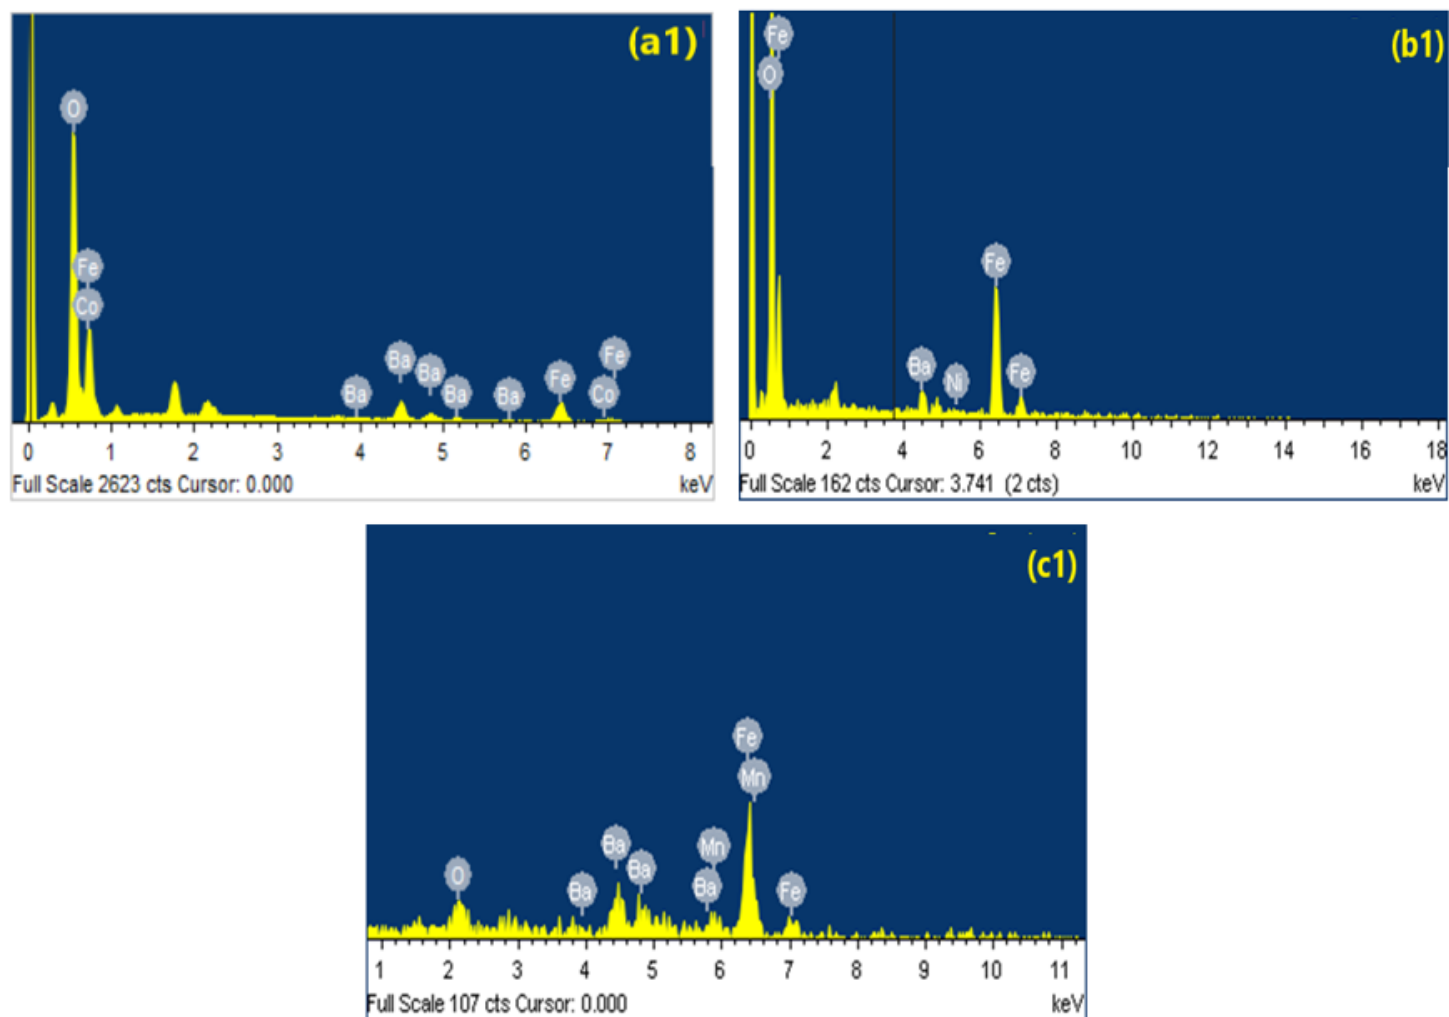 (a1)
O
Fe
Co
Ba
Ba
Ba
Ba
Ba
Fe
Co
Fe
0 1 2 3 4 5 6 7 8
Full Scale 2623 cts Cursor: 0.000 keV
(b1)
Fe
O
Ba
Ni
Fe
Fe
0 2 4 6 8 10 12 14 16 18
Full Scale 162 cts Cursor: 3.741 (2 cts) keV
(c1)
O
Ba
Ba
Ba
Mn
Ba
Fe
Mn
Fe
1 2 3 4 5 6 7 8 9 10 11
Full Scale 107 cts Cursor: 0.000 keV